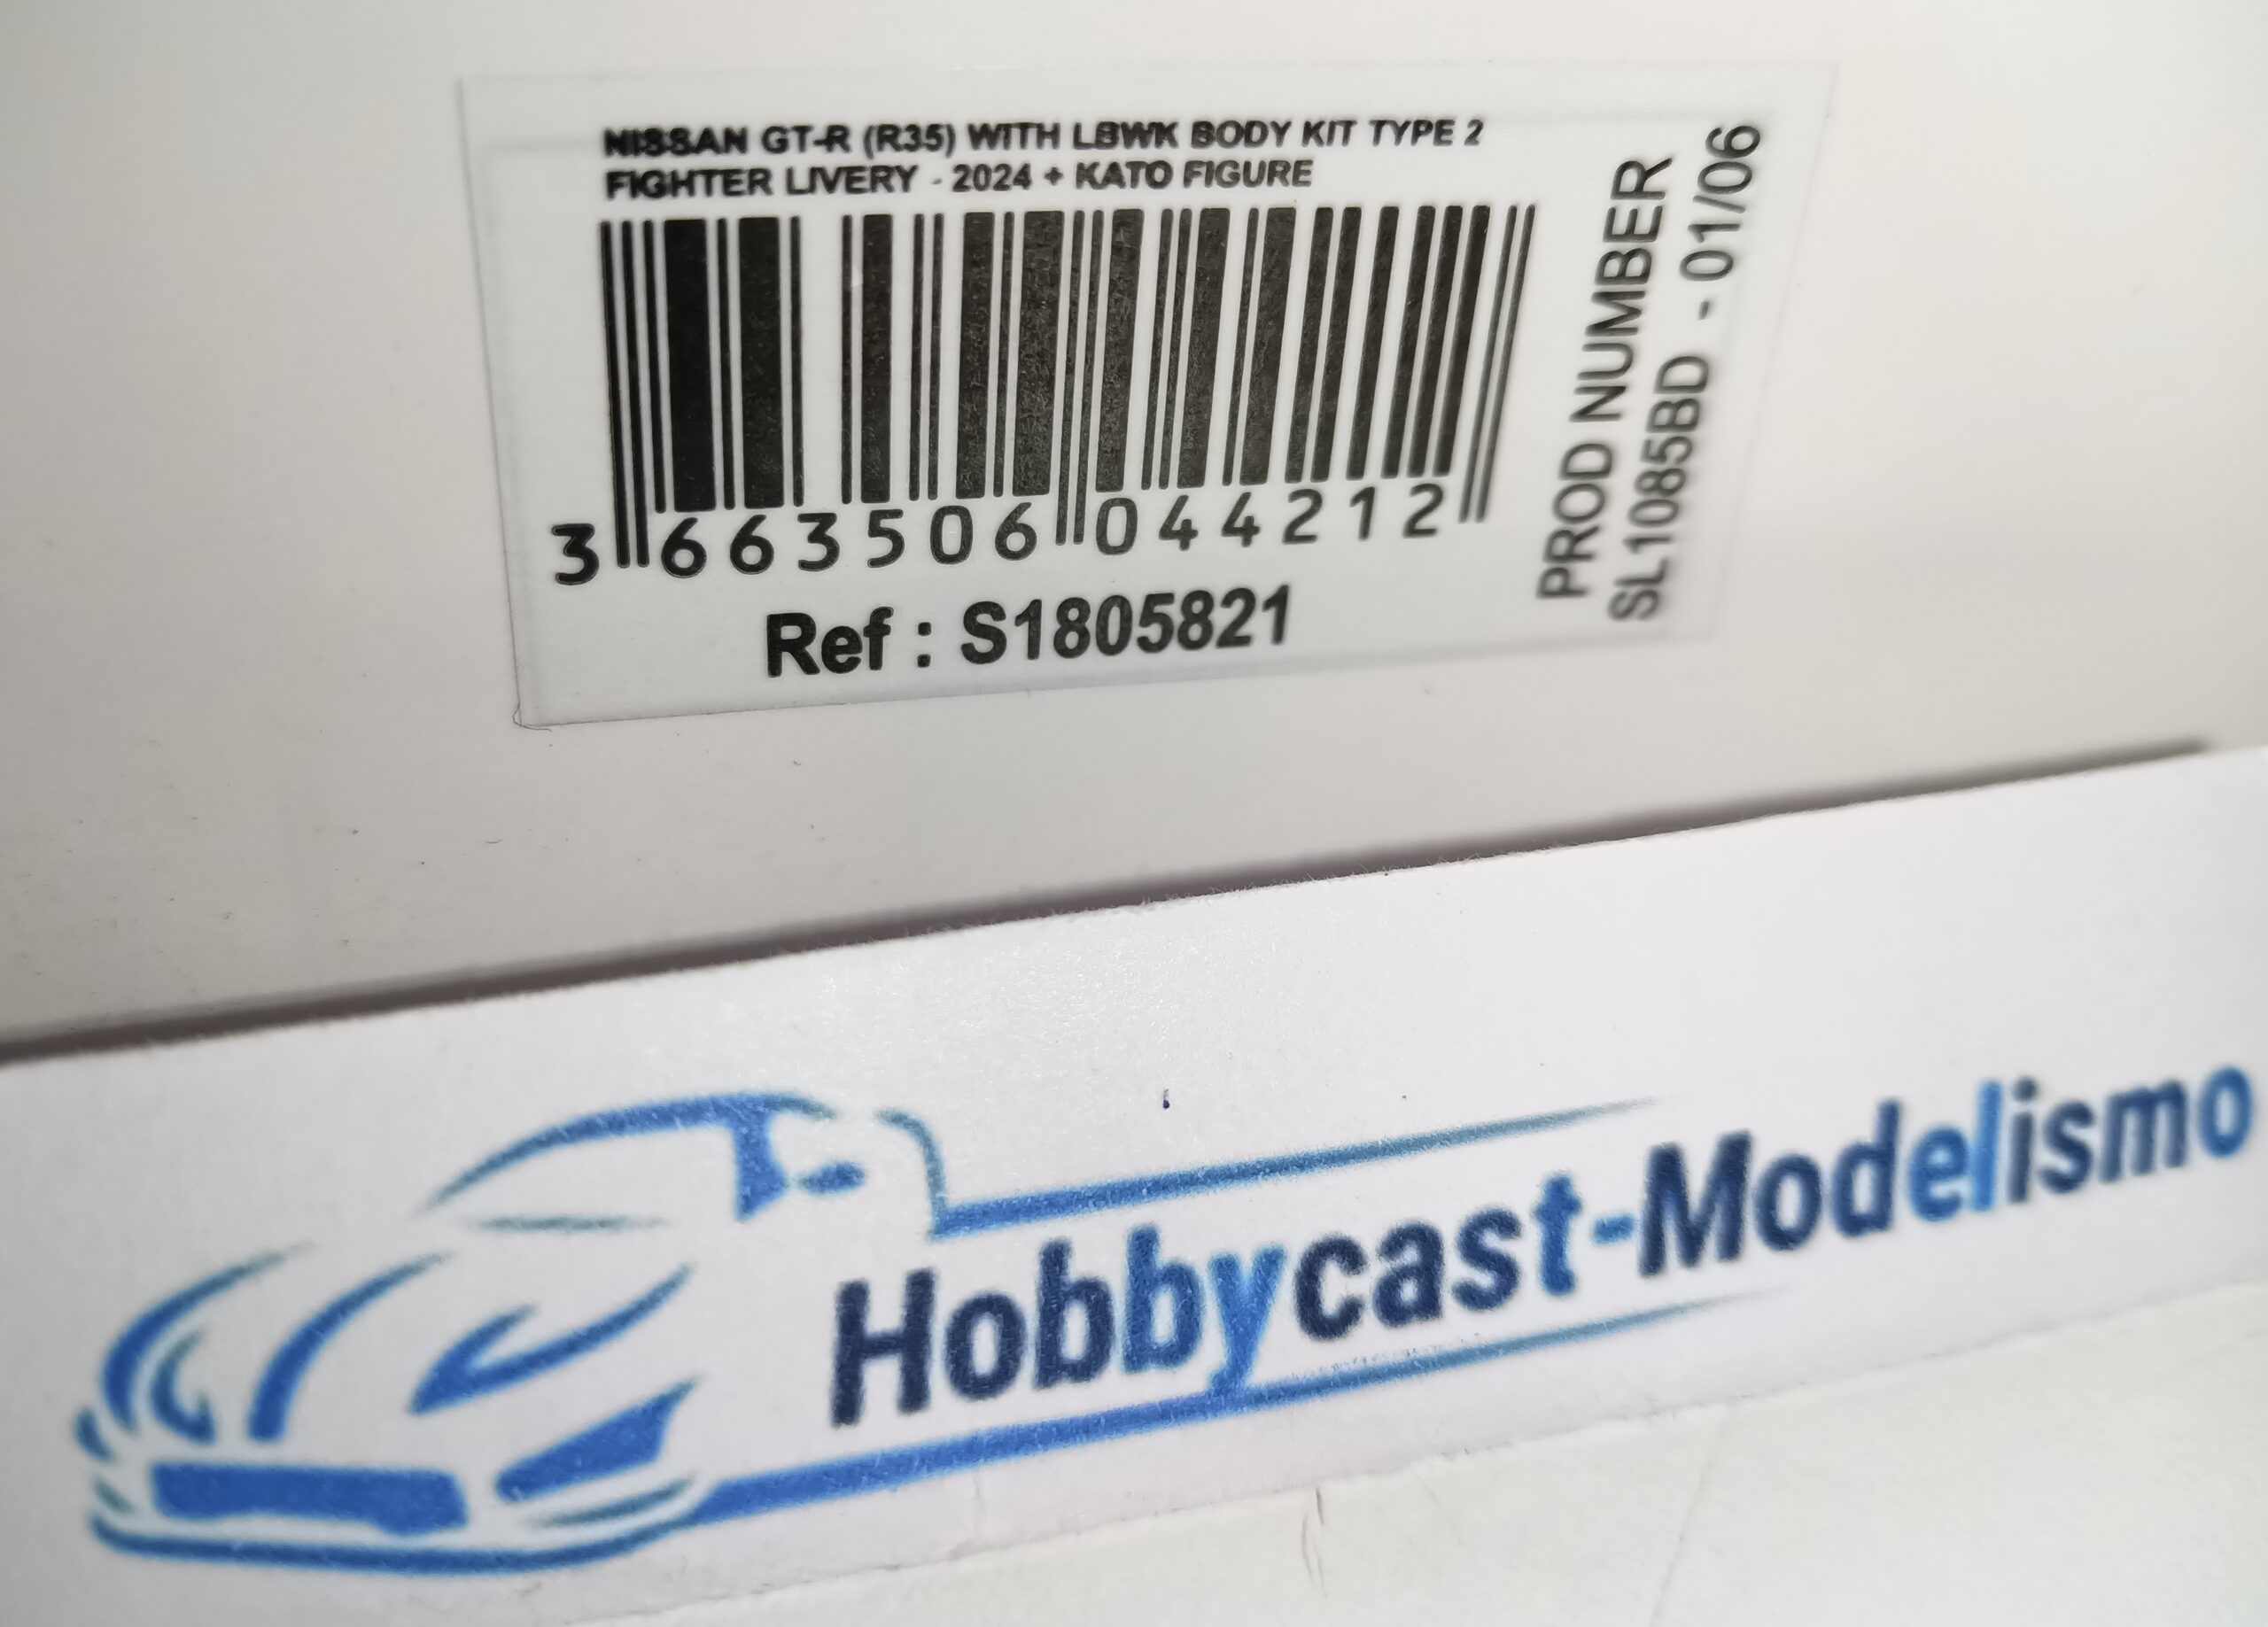 NISSAN GT-R (R35) WITH LBWK BODY KIT TYPE 2
FIGHTER LIVERY - 2024 + KATO FIGURE
3 663506 044212
Ref : S1805821
PROD NUMBER
SL1085BD - 01/06
Hobbycast-Modelismo